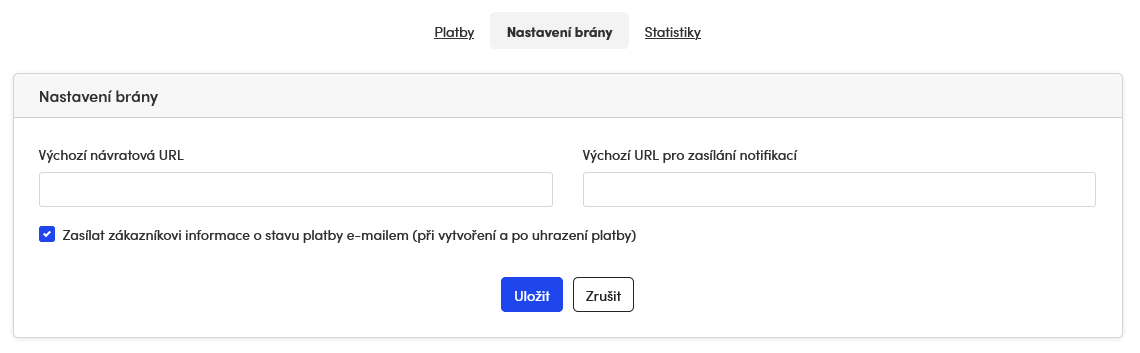 Platby Nastavení brány Statistiky
Nastavení brány
Výchozí návratová URL Výchozí URL pro zasílání notifikací
Zasílat zákazníkovi informace o stavu platby e-mailem (při vytvoření a po uhrazení platby)
Uložit Zrušit